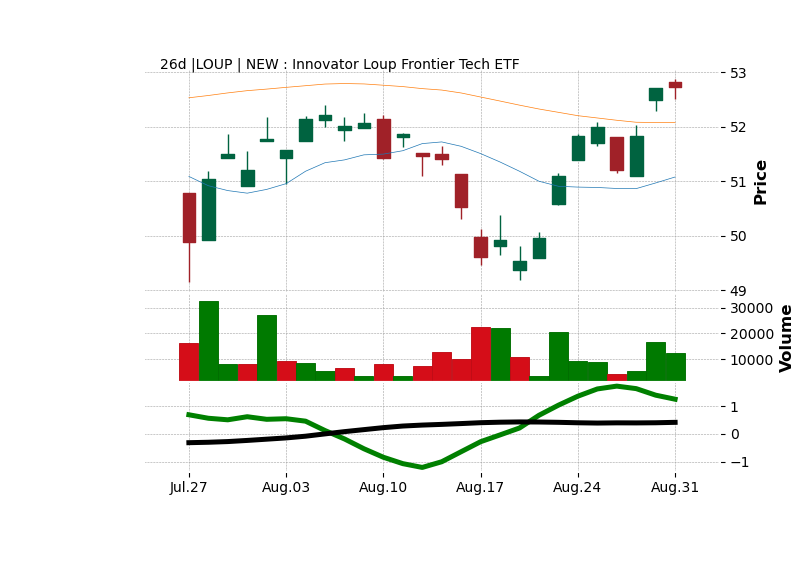 26d |LOUP | NEW : Innovator Loup Frontier Tech ETF
53
52
51
50
49
Price
30000
20000
10000
Volume
1
0
−1
Jul.27
Aug.03
Aug.10
Aug.17
Aug.24
Aug.31